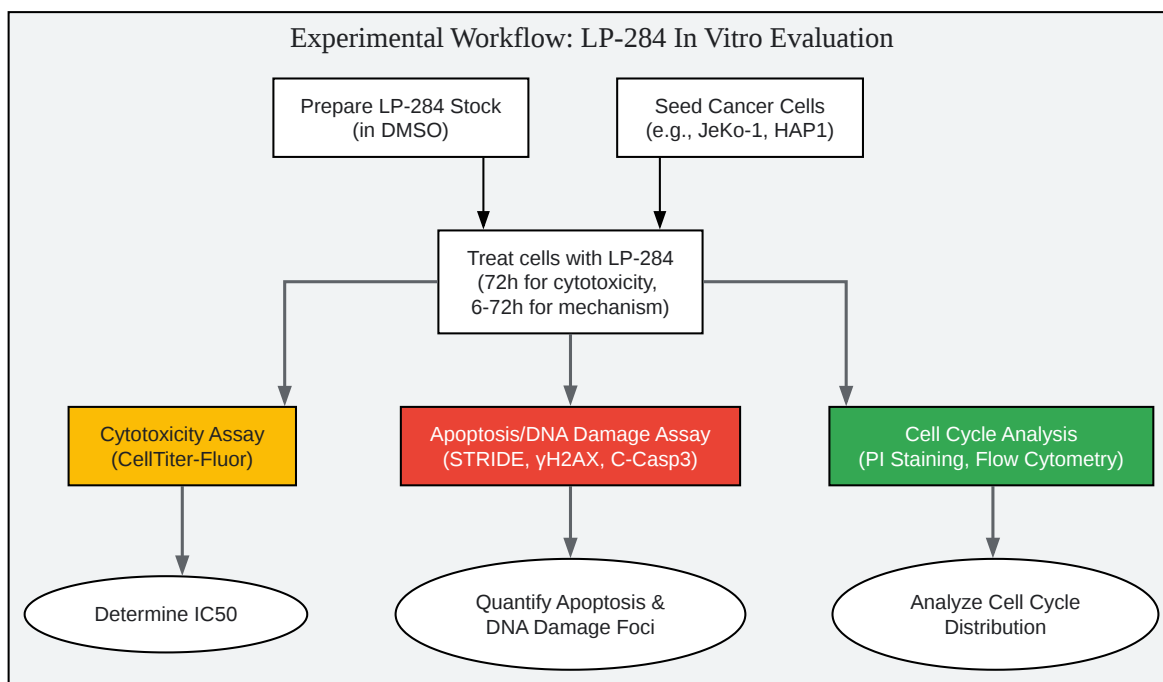 Experimental Workflow: LP-284 In Vitro Evaluation
Prepare LP-284 Stock
(in DMSO)
Seed Cancer Cells
(e.g., JeKo-1, HAP1)
Treat cells with LP-284
(72h for cytotoxicity,
6-72h for mechanism)
Cytotoxicity Assay
(CellTiter-Fluor)
Apoptosis/DNA Damage Assay
(STRIDE, γH2AX, C-Casp3)
Cell Cycle Analysis
(PI Staining, Flow Cytometry)
Determine IC50
Quantify Apoptosis &
DNA Damage Foci
Analyze Cell Cycle
Distribution